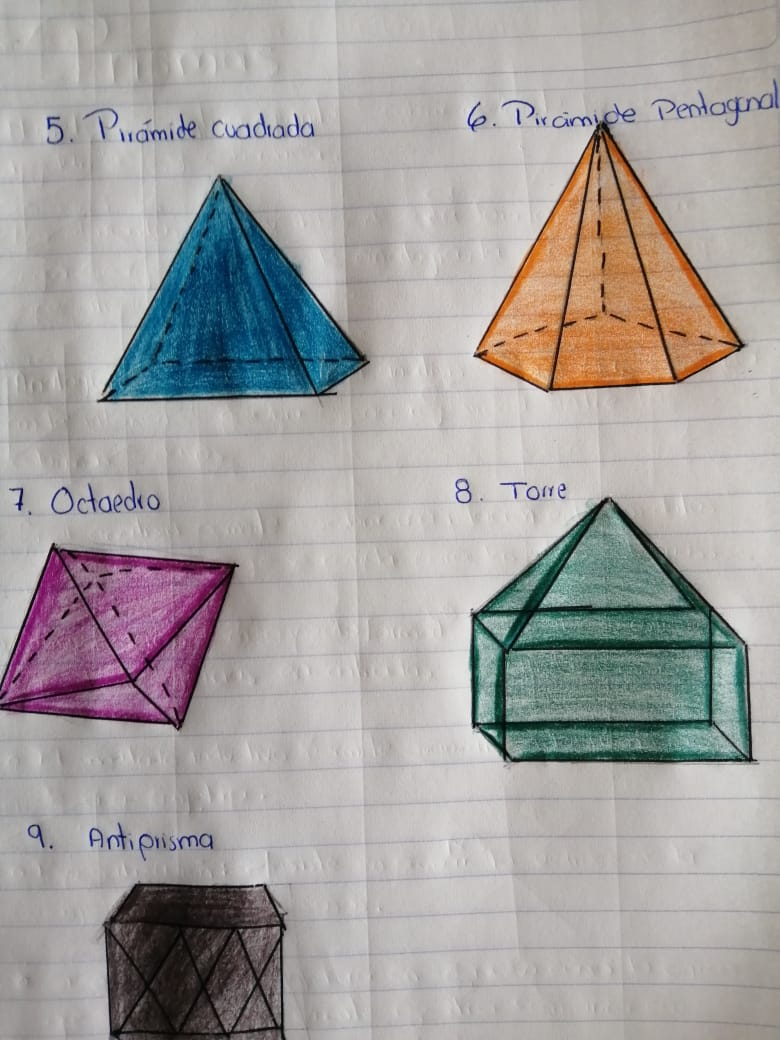 5. Pirámide cuadrada
6. Pirámide Pentagonal
7. Octaedro
8. Torre
9. Antiprisma